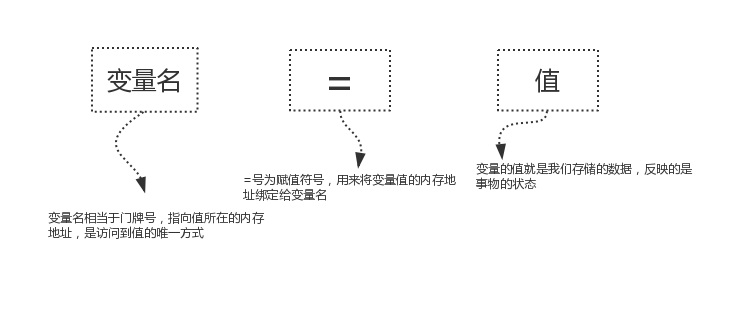 变量名
=
值
变量名相当于门牌号，指向值所在的内存
地址，是访问到值的唯一方式
=号为赋值符号，用来将变量值的内存地
址绑定给变量名
变量的值就是我们存储的数据，反映的是
事物的状态